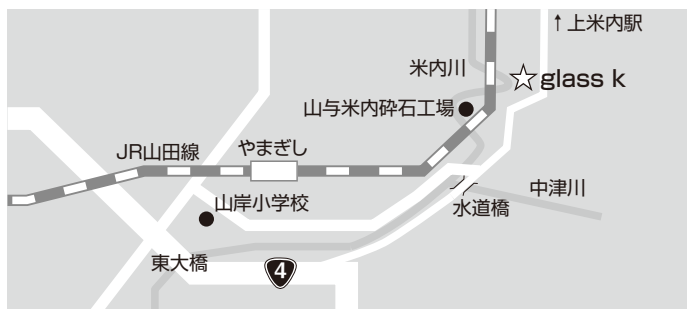 ↑上米内駅
米内川
☆glass k
山与米内砕石工場
JR山田線
やまぎし
山岸小学校
中津川
水道橋
東大橋
4